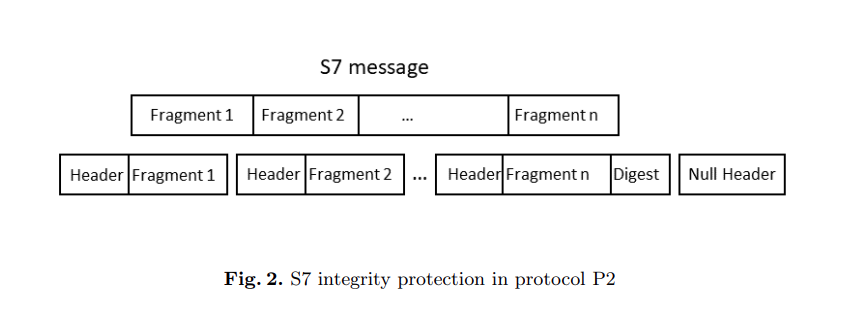 S7 message
Fragment 1 Fragment 2 ... Fragment n
Header Fragment 1 Header Fragment 2 ... Header Fragment n Digest Null Header
Fig. 2. S7 integrity protection in protocol P2